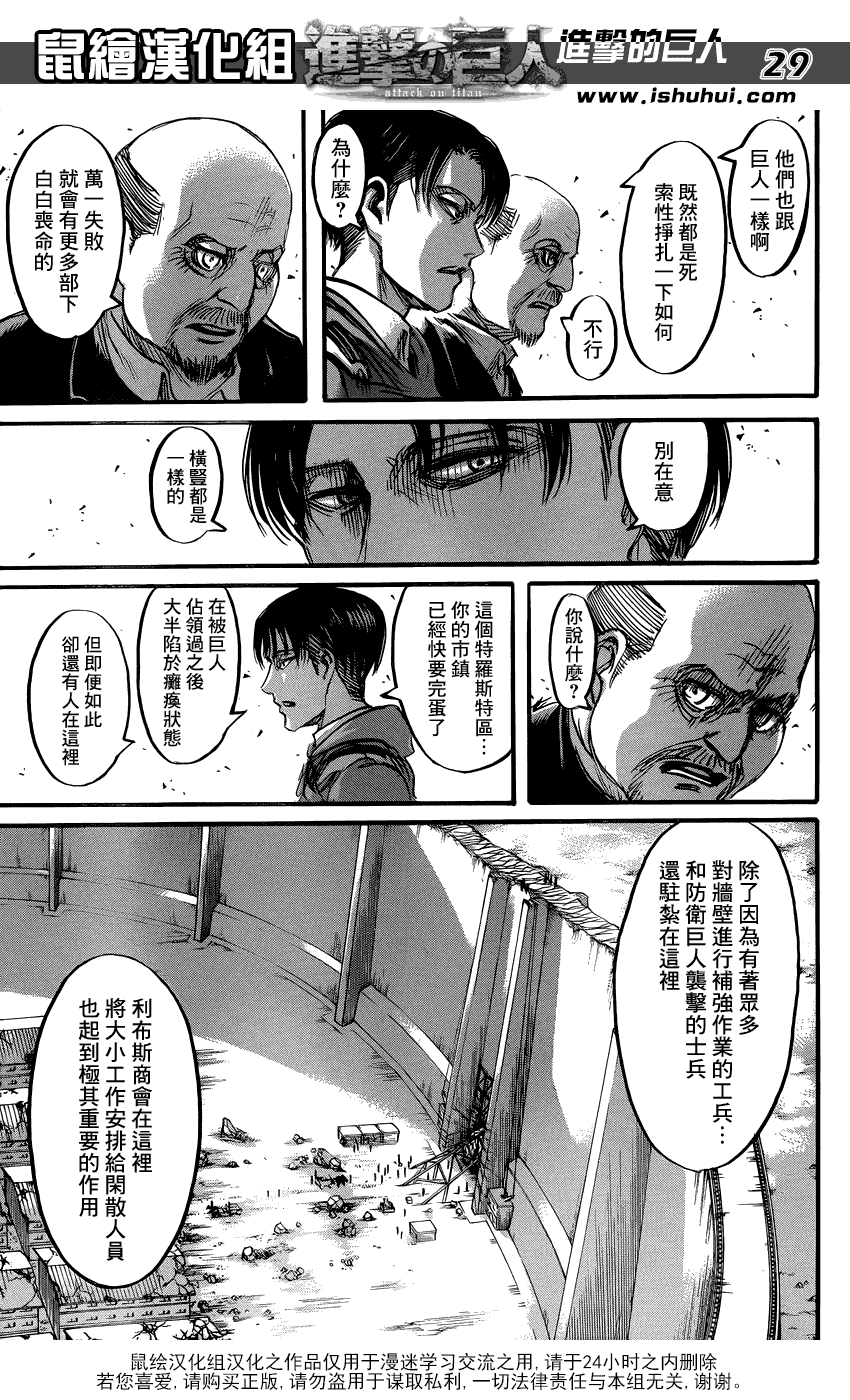 鼠繪漢化組
進擊の巨人
attack on titan
進擊的巨人
29
www.ishuhui.com
他們也跟
巨人一樣啊
既然都是死
索性掙扎一下如何
不行
為什麼?
萬一失敗
就會有更多部下
白白喪命的
別在意
橫豎都是
一樣的
你說什麼?
這個特羅斯特區…
你的市鎮
已經快要完蛋了
在被巨人
佔領過之後
大半陷於癱瘓狀態
但即便如此
卻還有人在這裡
除了因為有著眾多
對牆壁進行補強作業的工兵…
和防衛巨人襲擊的士兵
還駐紮在這裡
利布斯商會在這裡
將大小工作安排給閑散人員
也起到極其重要的作用
鼠绘汉化组汉化之作品仅用于漫迷学习交流之用, 请于24小时之内删除
若您喜爱, 请购买正版, 请勿盗用于谋取私利, 一切法律责任与本组无关, 谢谢。